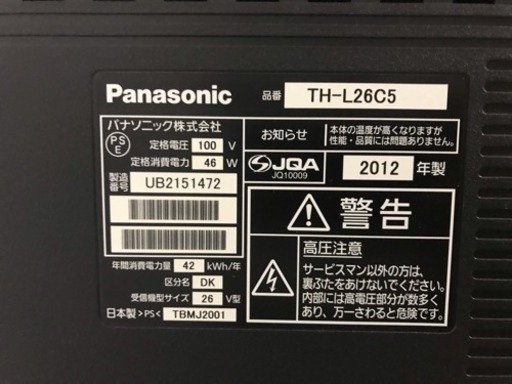 Panasonic
品番 TH-L26C5
パナソニック株式会社
PS E
定格電圧 100 V
定格消費電力 46 W
製造番号 UB2151472
年間消費電力量 42 kWh/年
区分名 DK
受信機型サイズ 26 V型
日本製 >PS< TBMJ2001
お知らせ
本体の温度が高くなりますが
性能・品質には問題ありません。
JQA
JQ10009
2012 年製
警告
高圧注意
サービスマン以外の方は、
裏ぶたをあけないでください。
内部には高電圧部分が数多く
あり、万一さわると危険です。